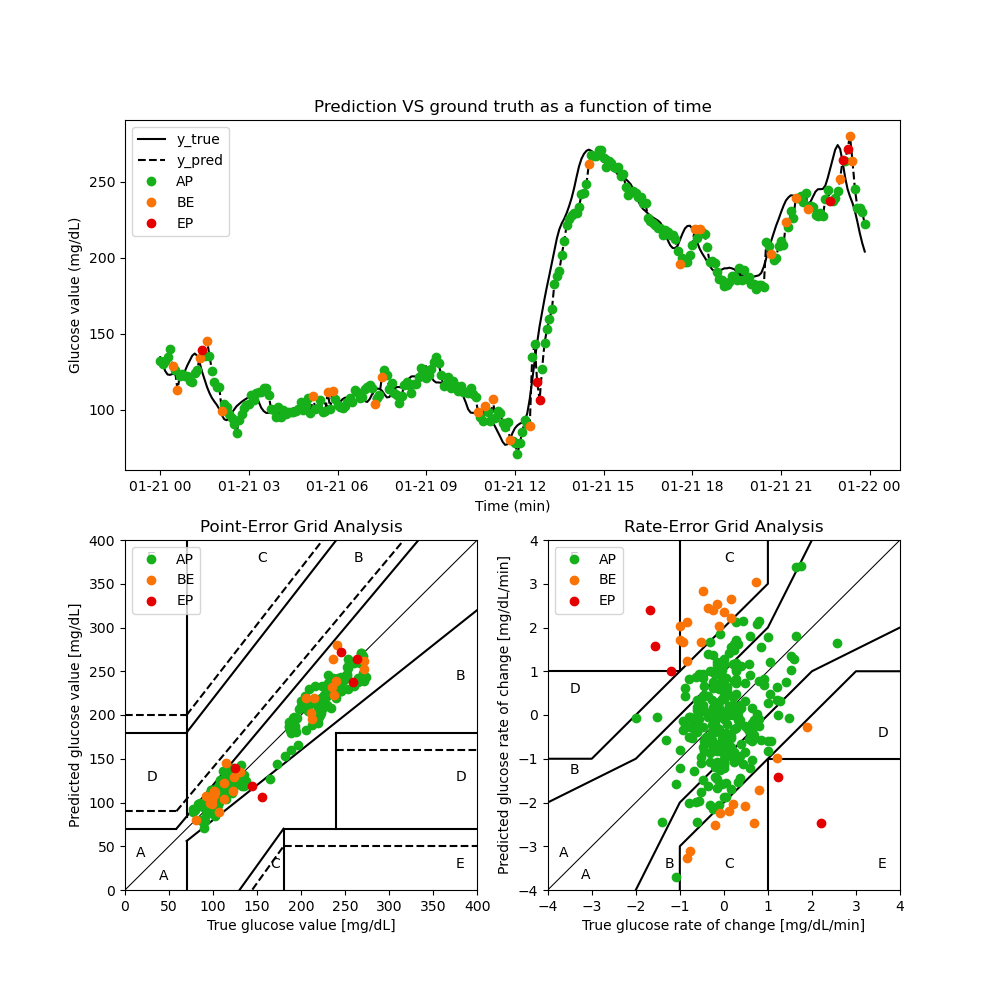 Prediction VS ground truth as a function of time
y_true
y_pred
AP
BE
EP
Glucose value (mg/dL)
250
200
150
100
01-21 00 01-21 03 01-21 06 01-21 09 01-21 12 01-21 15 01-21 18 01-21 21 01-22 00
Time (min)
Point-Error Grid Analysis
AP
BE
EP
C
B
B
D
D
A
A
C
E
Predicted glucose value [mg/dL]
400
350
300
250
200
150
100
50
0
0 50 100 150 200 250 300 350 400
True glucose value [mg/dL]
Rate-Error Grid Analysis
AP
BE
EP
C
D
D
B
A
A
B
C
E
Predicted glucose rate of change [mg/dL/min]
4
3
2
1
0
−1
−2
−3
−4
−4 −3 −2 −1 0 1 2 3 4
True glucose rate of change [mg/dL/min]